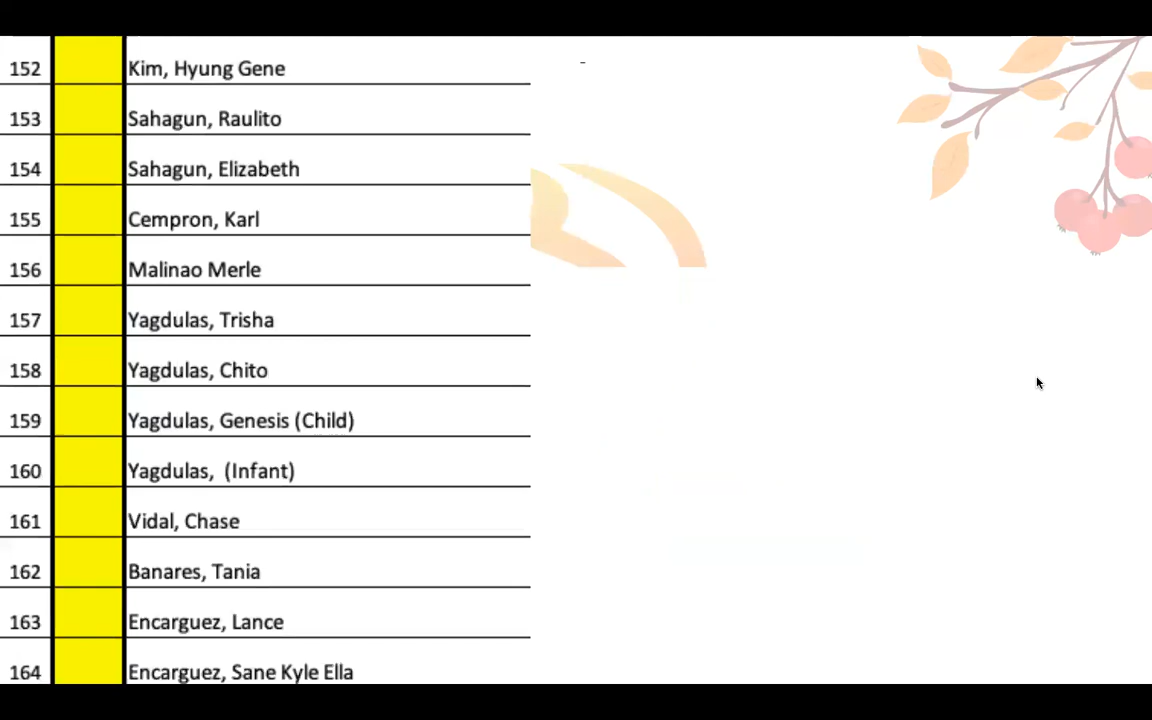 152 Kim, Hyung Gene
153 Sahagun, Raulito
154 Sahagun, Elizabeth
155 Cempron, Karl
156 Malinao Merle
157 Yagdulas, Trisha
158 Yagdulas, Chito
159 Yagdulas, Genesis (Child)
160 Yagdulas, (Infant)
161 Vidal, Chase
162 Banares, Tania
163 Encarguez, Lance
164 Encarguez, Sane Kyle Ella